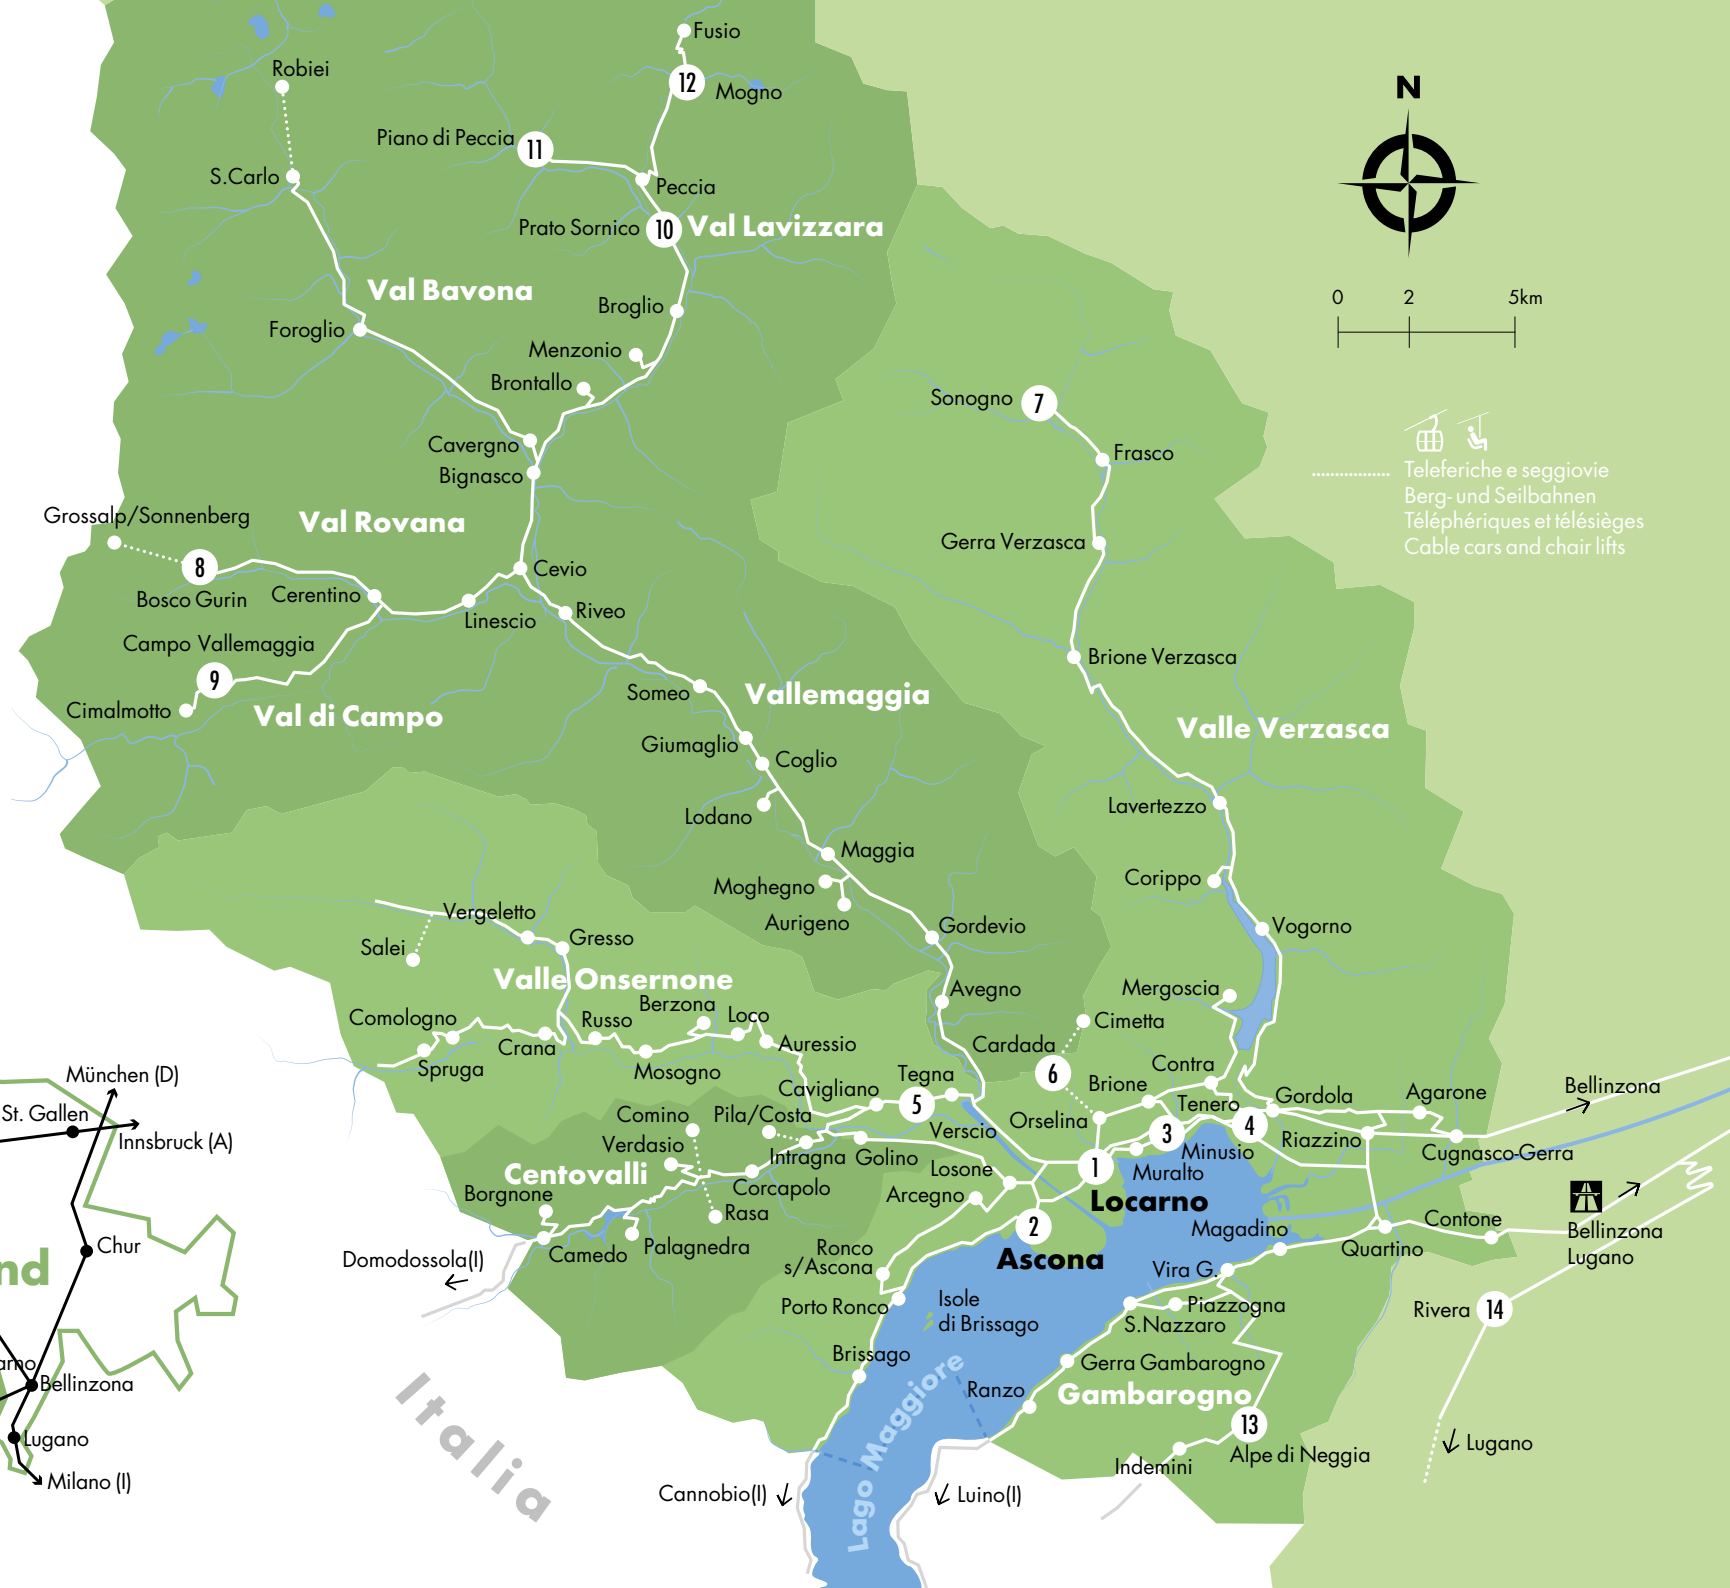 Fusio
Robiei
12
Mogno
N
Piano di Peccia
11
S.Carlo
Peccia
Prato Sornico
10
Val Lavizzara
Val Bavona
Broglio
0
2
5km
Foroglio
Menzonio
Brontallo
Sonogno
7
Cavergno
Frasco
Bignasco
Teleferiche e seggiovie
Berg- und Seilbahnen
Téléphériques et télésièges
Cable cars and chair lifts
Grossalp/Sonnenberg
Val Rovana
Gerra Verzasca
8
Cevio
Bosco Gurin
Cerentino
Linescio
Riveo
Campo Vallemaggia
Brione Verzasca
9
Someo
Vallemaggia
Cimalmotto
Val di Campo
Valle Verzasca
Giumaglio
Coglio
Lodano
Lavertezzo
Maggia
Moghegno
Corippo
Aurigeno
Vergeletto
Gordevio
Vogorno
Salei
Gresso
Valle Onsernone
Avegno
Mergoscia
Berzona
Comologno
Russo
Loco
Cimetta
Crana
Auressio
Cardada
Spruga
Mosogno
6
Contra
München (D)
Tegna
Brione
Bellinzona
Cavigliano
5
Gordola
Agarone
St. Gallen
Comino
Pila/Costa
Orselina
Tenero
4
Innsbruck (A)
Verdasio
Verscio
3
Minusio
Riazzino
Cugnasco-Gerra
Intragna
Golino
Losone
1
Muralto
Centovalli
Corcapolo
Arcegno
Locarno
Borgnone
Rasa
2
Magadino
Contone
Bellinzona
Lugano
Chur
Palagnedra
Camedo
Ronco
s/Ascona
Ascona
Quartino
Domodossola(I)
Vira G.
nd
Porto Ronco
Isole
di Brissago
Piazzogna
S.Nazzaro
Rivera
14
Brissago
Gerra Gambarogno
arno
Bellinzona
Ranzo
Gambarogno
Italia
Lago Maggiore
13
Lugano
Alpe di Neggia
Lugano
Indemini
Milano (I)
Cannobio(I)
Luino(I)